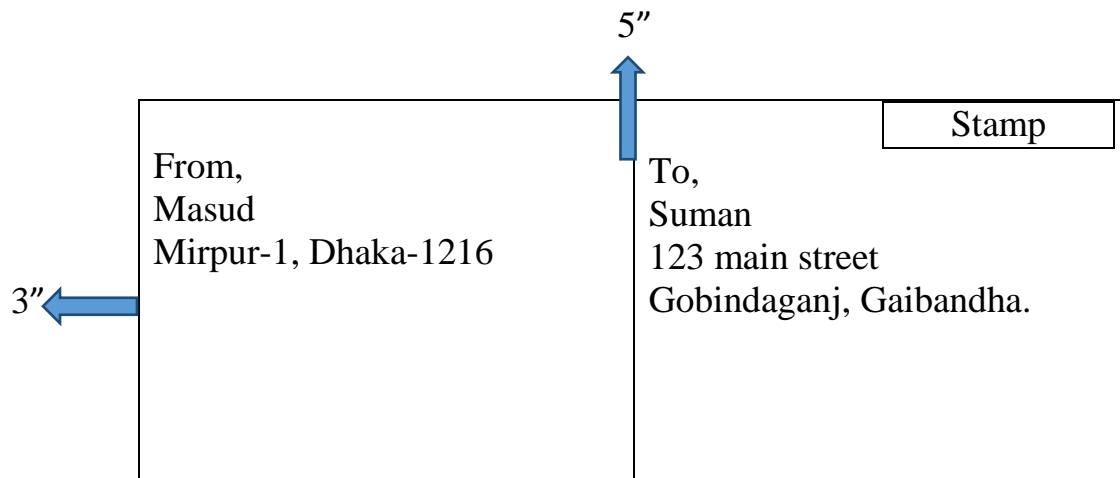 5″
Stamp
From,
Masud
Mirpur-1, Dhaka-1216
To,
Suman
123 main street
Gobindaganj, Gaibandha.
3″